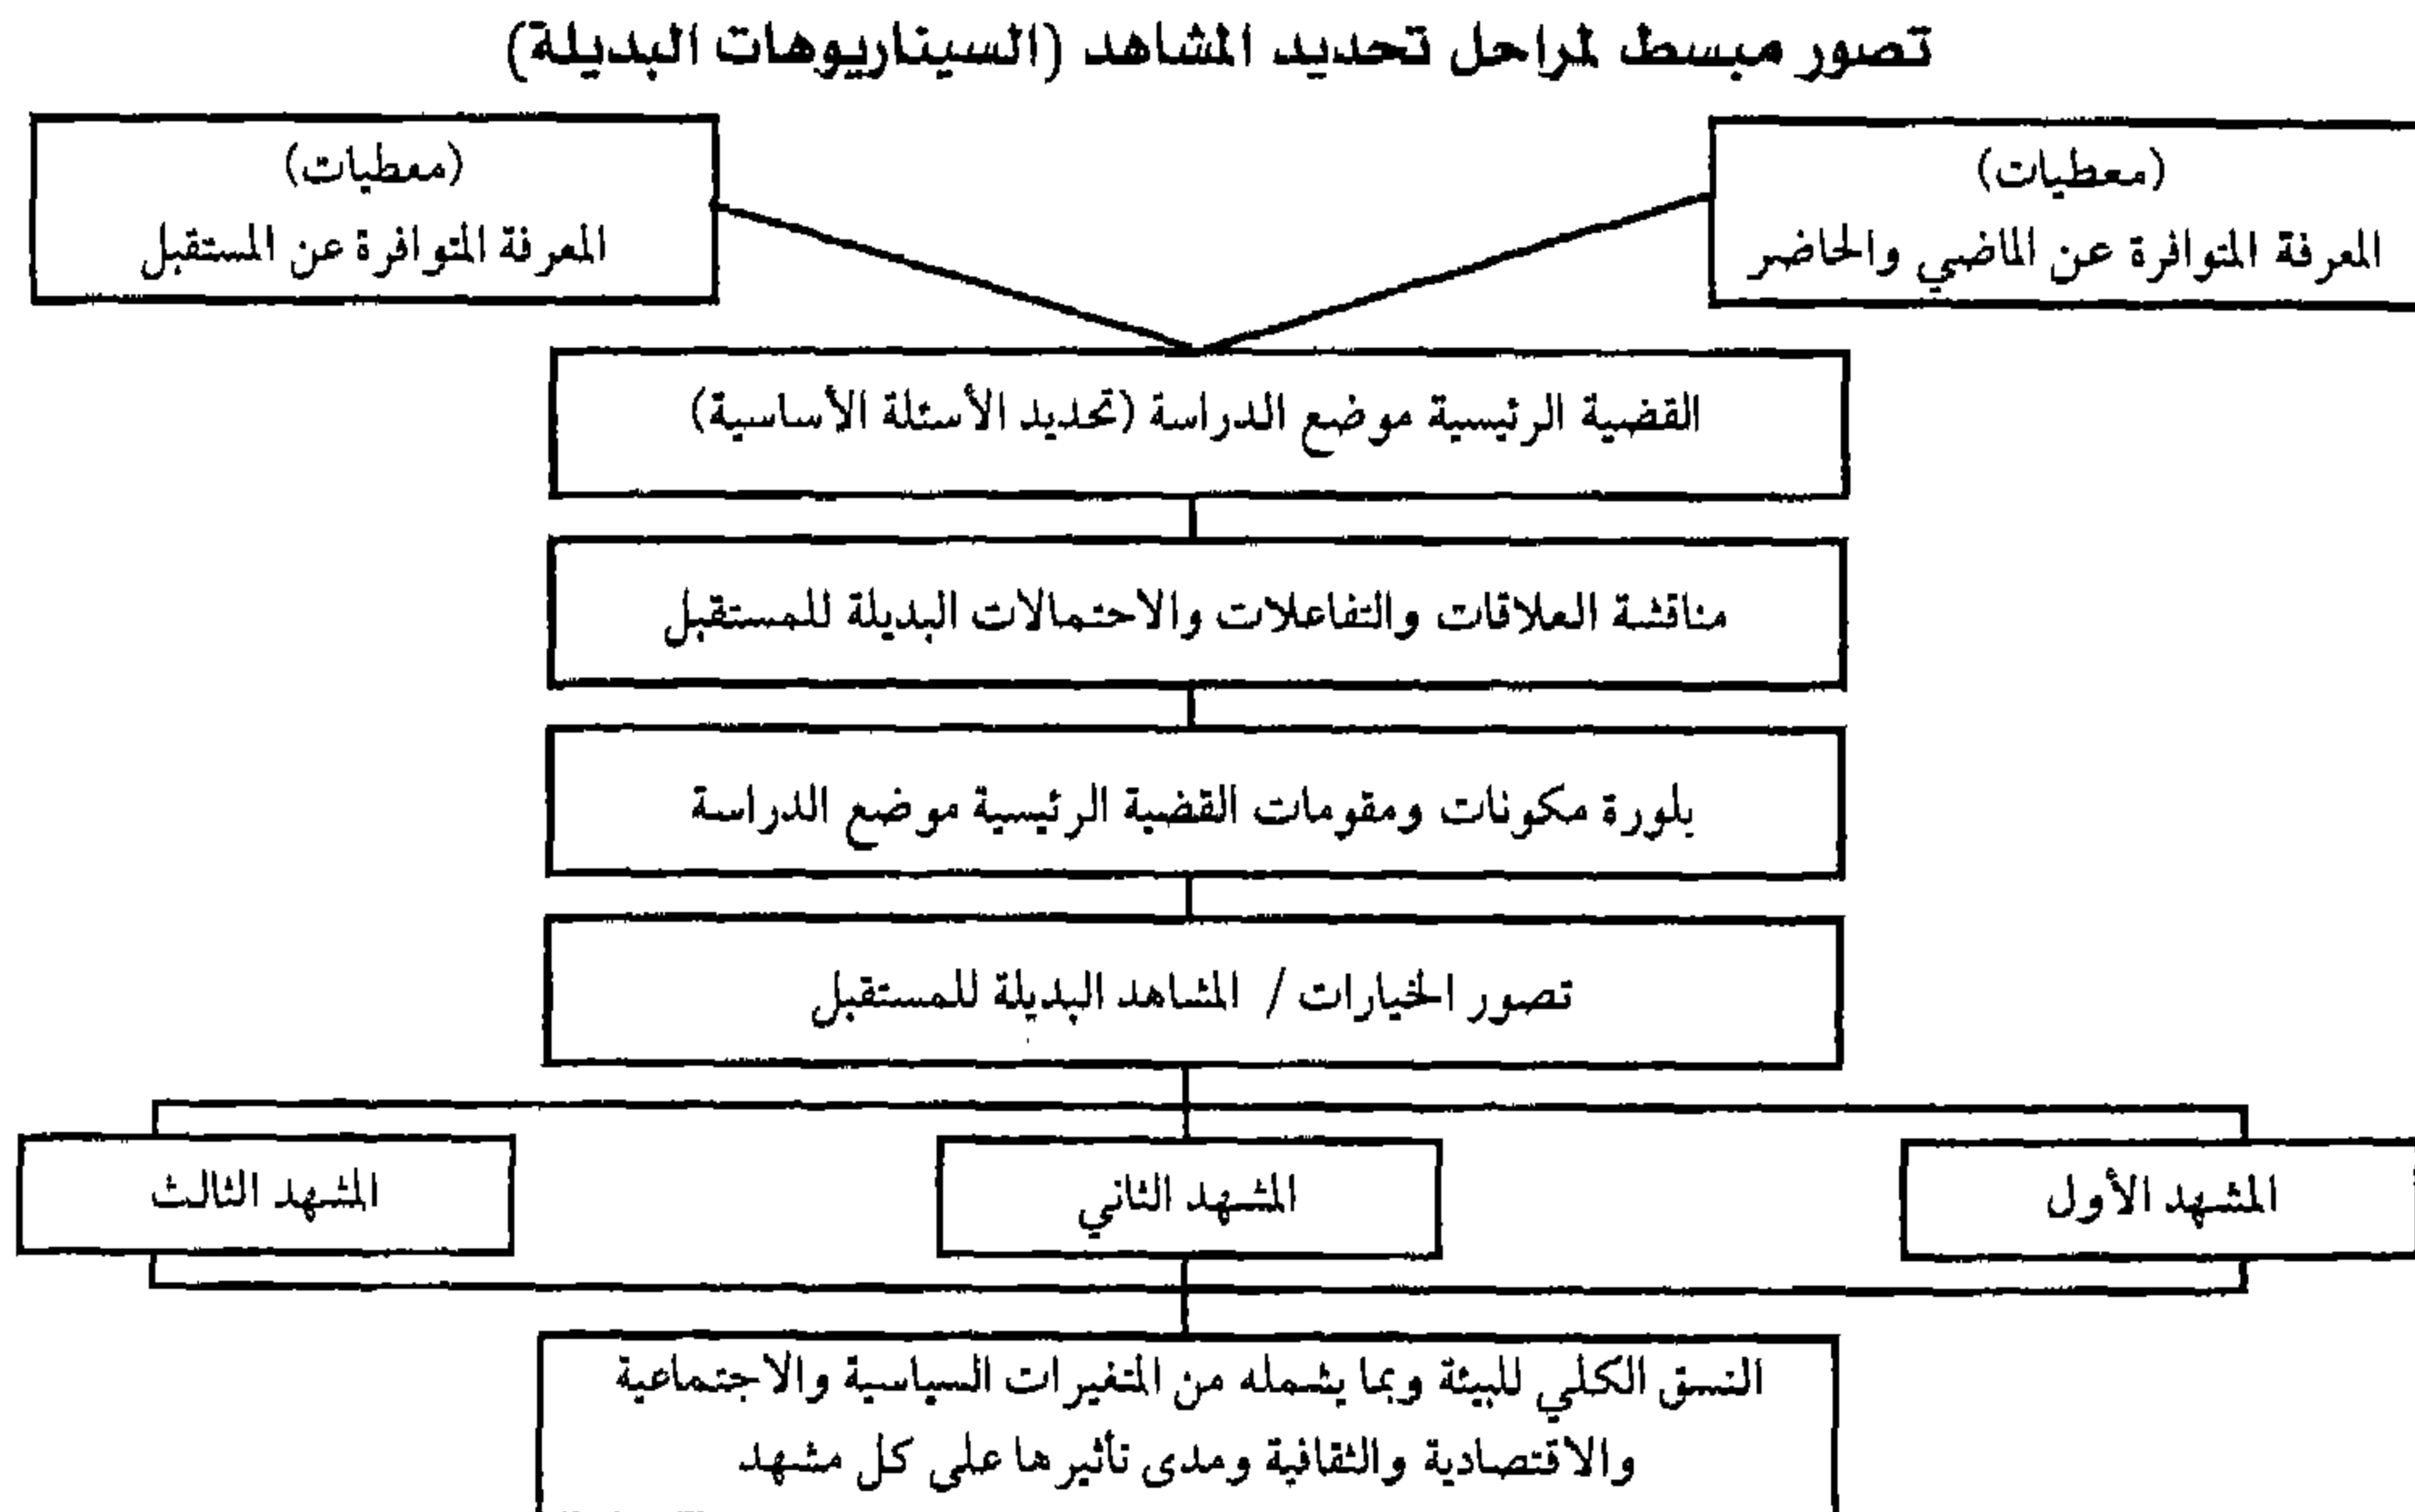 تصور مبسط لمراحل تحديد المشاهد (السيناريوهات البديلة)
(معطيات)
المعرفة المتوافرة عن الماضي والحاضر
(معطيات)
المعرفة المتوافرة عن المستقبل
القضية الرئيسية موضع الدراسة (تحديد الأسئلة الأساسية)
مناقشة العلاقات والتفاعلات والاحتمالات البديلة للمستقبل
بلورة مكونات ومقومات القضية الرئيسية موضع الدراسة
تصور الخيارات / المشاهد البديلة للمستقبل
المشهد الأول
المشهد الثاني
المشهد الثالث
النسق الكلي للبيئة وبما يشمله من المتغيرات السياسية والاجتماعية
والاقتصادية والثقافية ومدى تأثيرها على كل مشهد